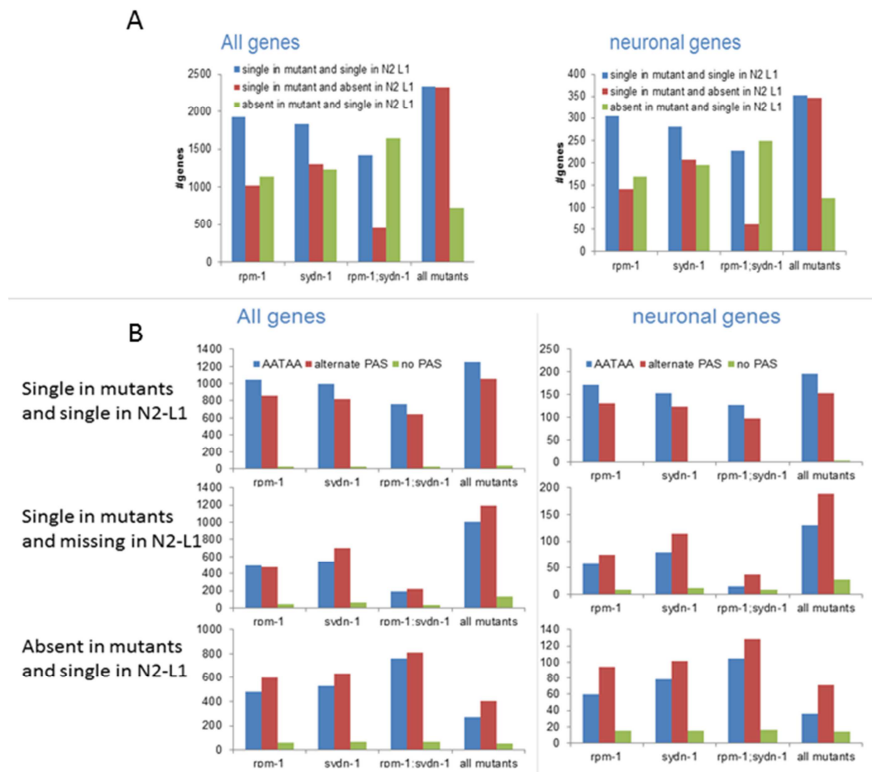 A
All genes
neuronal genes
single in mutant and single in N2 L1
single in mutant and absent in N2 L1
absent in mutant and single in N2 L1
2500
2000
1500
1000
500
0
#genes
rpm-1 sydn-1 rpm-1;sydn-1 all mutants
single in mutant and single in N2 L1
single in mutant and absent in N2 L1
absent in mutant and single in N2 L1
400
350
300
250
200
150
100
50
0
#genes
rpm-1 sydn-1 rpm-1;sydn-1 all mutants
B
All genes
neuronal genes
Single in mutants
and single in N2-L1
AATAA alternate PAS no PAS
1400
1200
1000
800
600
400
200
0
rpm-1 sydn-1 rpm-1;sydn-1 all mutants
AATAA alternate PAS no PAS
250
200
150
100
50
0
rpm-1 sydn-1 rpm-1;sydn-1 all mutants
Single in mutants
and missing in N2-L1
1400
1200
1000
800
600
400
200
0
rpm-1 sydn-1 rpm-1;sydn-1 all mutants
200
150
100
50
0
rpm-1 sydn-1 rpm-1;sydn-1 all mutants
Absent in mutants
and single in N2-L1
1000
800
600
400
200
0
rpm-1 sydn-1 rpm-1;sydn-1 all mutants
140
120
100
80
60
40
20
0
rpm-1 sydn-1 rpm-1;sydn-1 all mutants